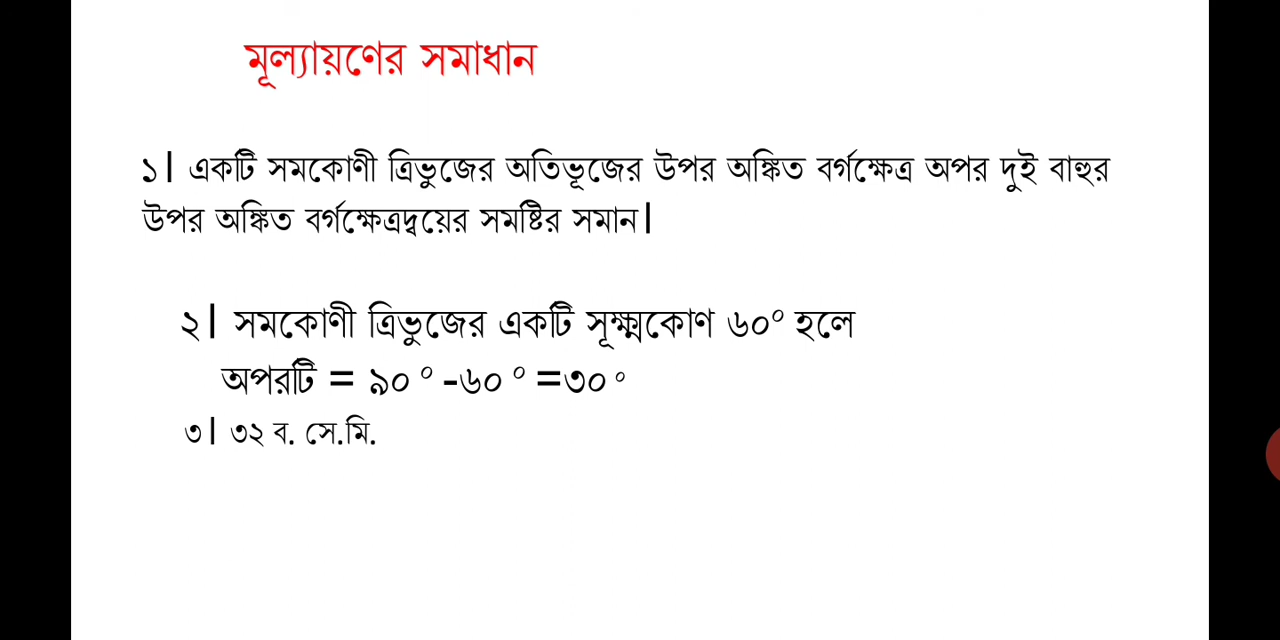 মূল্যায়ণের সমাধান
১| একটি সমকোণী ত্রিভুজের অতিভূজের উপর অঙ্কিত বর্গক্ষেত্র অপর দুই বাহুর
উপর অঙ্কিত বর্গক্ষেত্রদ্বয়ের সমষ্টির সমান|
২| সমকোণী ত্রিভুজের একটি সূক্ষ্মকোণ ৬০° হলে
অপরটি = ৯০° -৬০° =৩০°
৩| ৩২ ব. সে.মি.